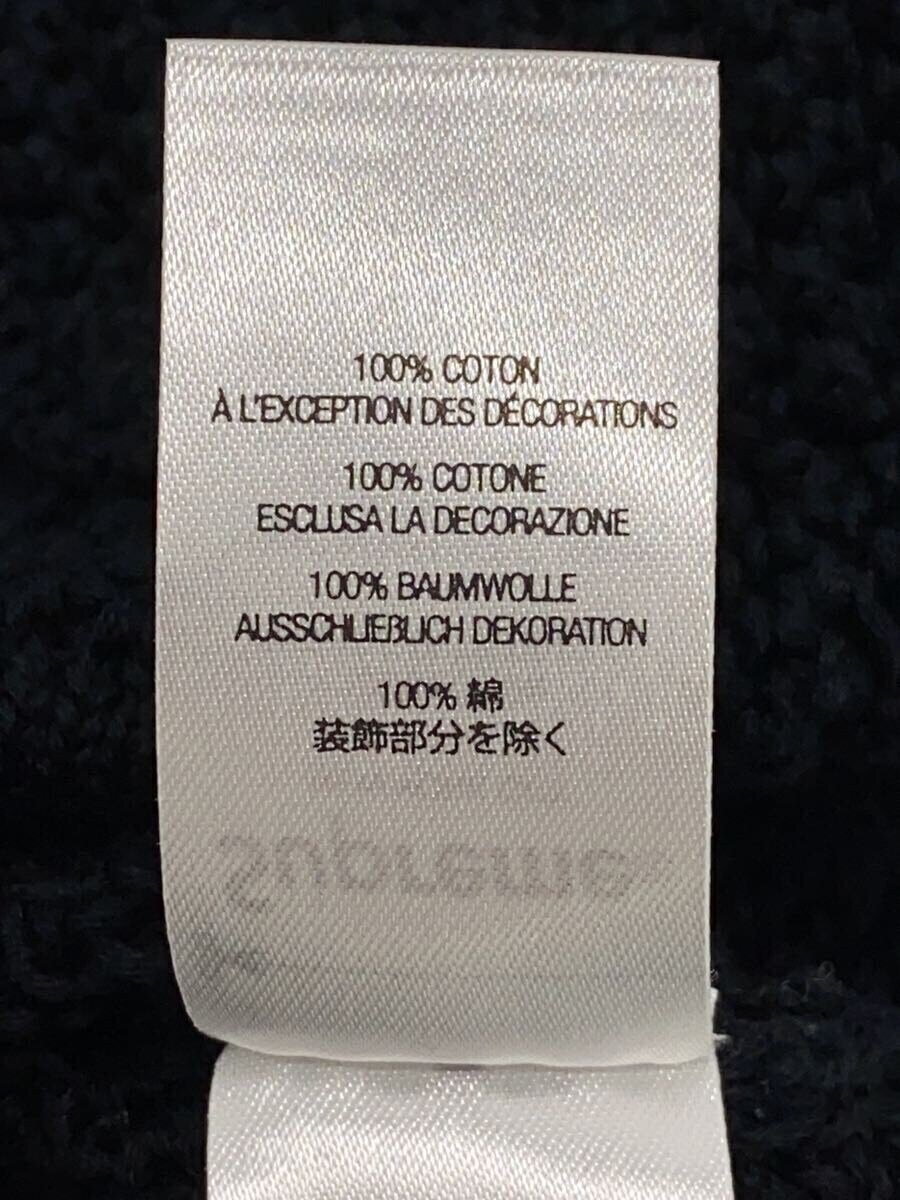 100% COTON
À L'EXCEPTION DES DÉCORATIONS
100% COTONE
ESCLUSA LA DECORAZIONE
100% BAUMWOLLE
AUSSCHLIEßLICH DEKORATION
100% 綿
装飾部分を除く
Supreme